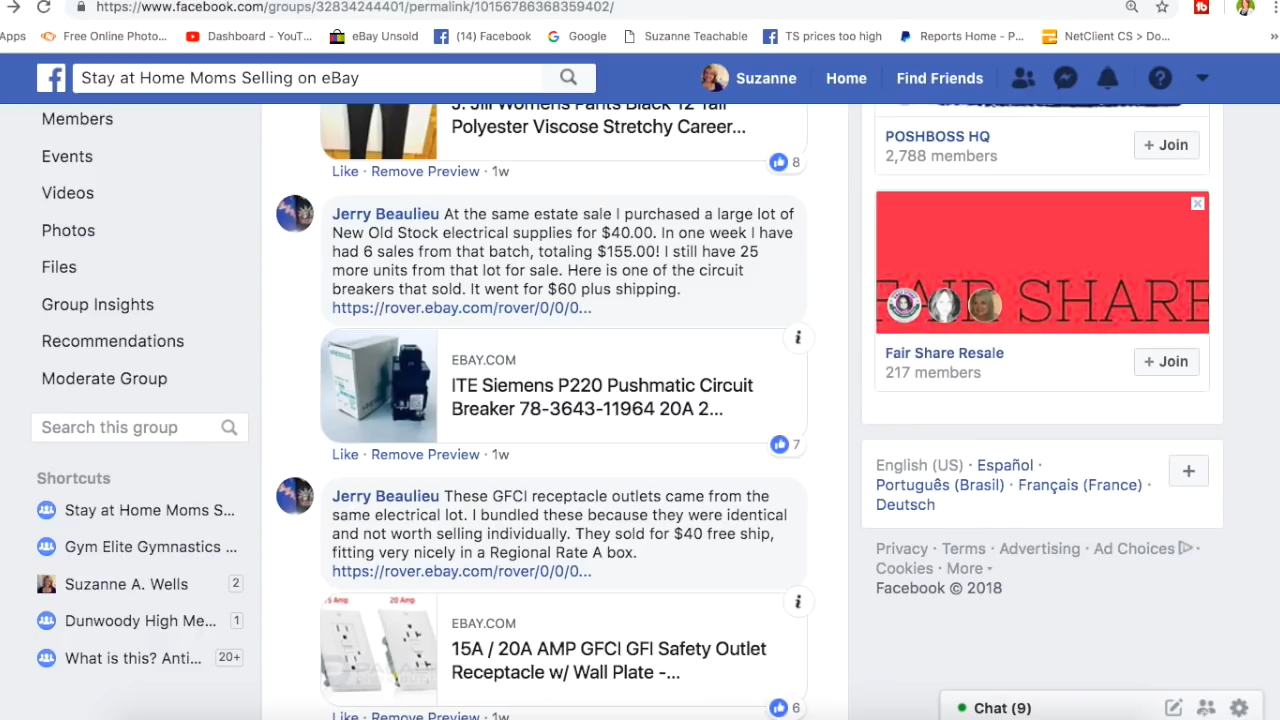 https://www.facebook.com/groups/32834244401/permalink/10156786368359402/
Apps
Free Online Photo...
Dashboard - YouT...
eBay Unsold
(14) Facebook
Google
Suzanne Teachable
TS prices too high
Reports Home - P...
NetClient CS > Do...
»
Stay at Home Moms Selling on eBay
Suzanne
Home
Find Friends
Members
Events
Videos
Photos
Files
Group Insights
Recommendations
Moderate Group
Search this group
Shortcuts
Stay at Home Moms S...
Gym Elite Gymnastics ...
Suzanne A. Wells 2
Dunwoody High Me... 1
What is this? Anti... 20+
J. Jill Womens Pants Black 12 Tall
Polyester Viscose Stretchy Career...
8
Like · Remove Preview · 1w
Jerry Beaulieu At the same estate sale I purchased a large lot of
New Old Stock electrical supplies for $40.00. In one week I have
had 6 sales from that batch, totaling $155.00! I still have 25
more units from that lot for sale. Here is one of the circuit
breakers that sold. It went for $60 plus shipping.
https://rover.ebay.com/rover/0/0/0...
EBAY.COM
ITE Siemens P220 Pushmatic Circuit
Breaker 78-3643-11964 20A 2...
7
Like · Remove Preview · 1w
Jerry Beaulieu These GFCI receptacle outlets came from the
same electrical lot. I bundled these because they were identical
and not worth selling individually. They sold for $40 free ship,
fitting very nicely in a Regional Rate A box.
https://rover.ebay.com/rover/0/0/0...
20 Amp
EBAY.COM
15A / 20A AMP GFCI GFI Safety Outlet
Receptacle w/ Wall Plate -...
6
Like · Remove Preview · 1w
POSHBOSS HQ
2,788 members
+ Join
FAIR SHARE
Fair Share Resale
217 members
+ Join
English (US) · Español ·
Português (Brasil) · Français (France) ·
Deutsch
Privacy · Terms · Advertising · Ad Choices ·
Cookies · More
Facebook © 2018
Chat (9)